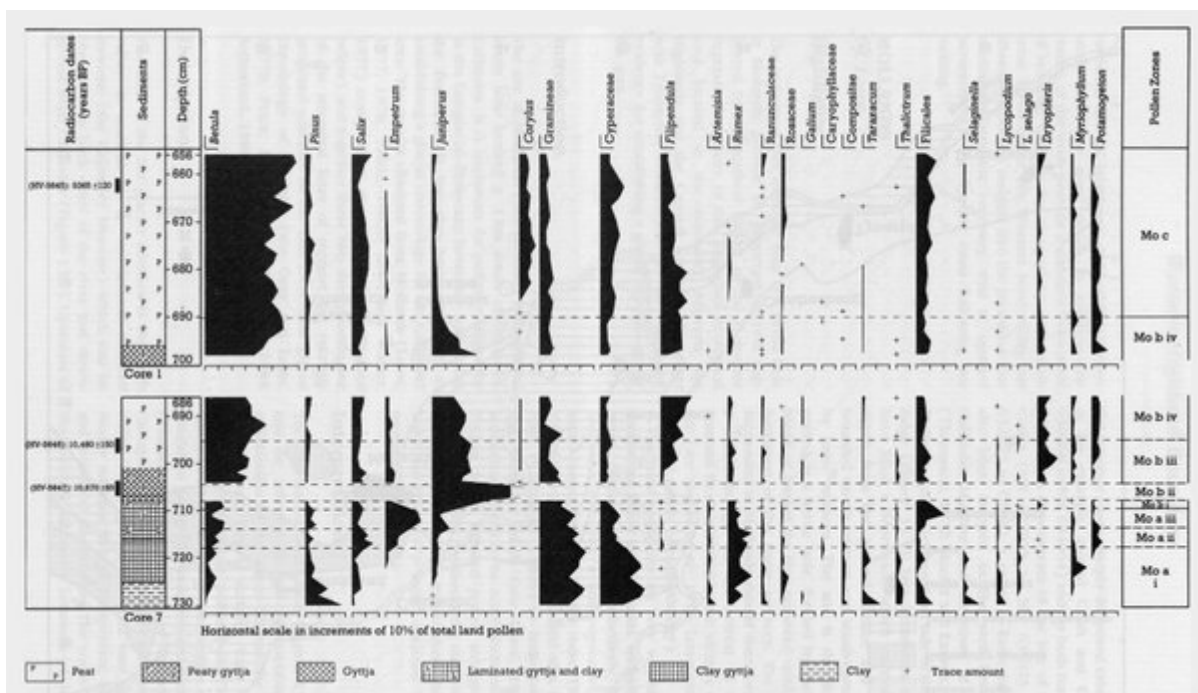 Radiocarbon dates
(years BP)
Sediments
Depth (cm)
Betula
Pinus
Salix
Empetrum
Juniperus
Corylus
Gramineae
Cyperaceae
Filipendula
Artemisia
Rumex
Ranunculaceae
Rosaceae
Galium
Caryophyllaceae
Compositae
Taraxacum
Thalictrum
Filicales
Selaginella
Lycopodium
L. selago
Dryopteris
Myriophyllum
Potamogeton
Pollen Zones
656
660
670
680
690
700
Mo c
Mo b iv
Core 1
686
690
700
710
720
730
Mo b iv
Mo b iii
Mo b ii
Mo b i
Mo a iii
Mo a ii
Mo a
i
Core 7
Horizontal scale in increments of 10% of total land pollen
Peat
Peaty gyttja
Gyttja
Laminated gyttja and clay
Clay gyttja
Clay
+ Trace amount